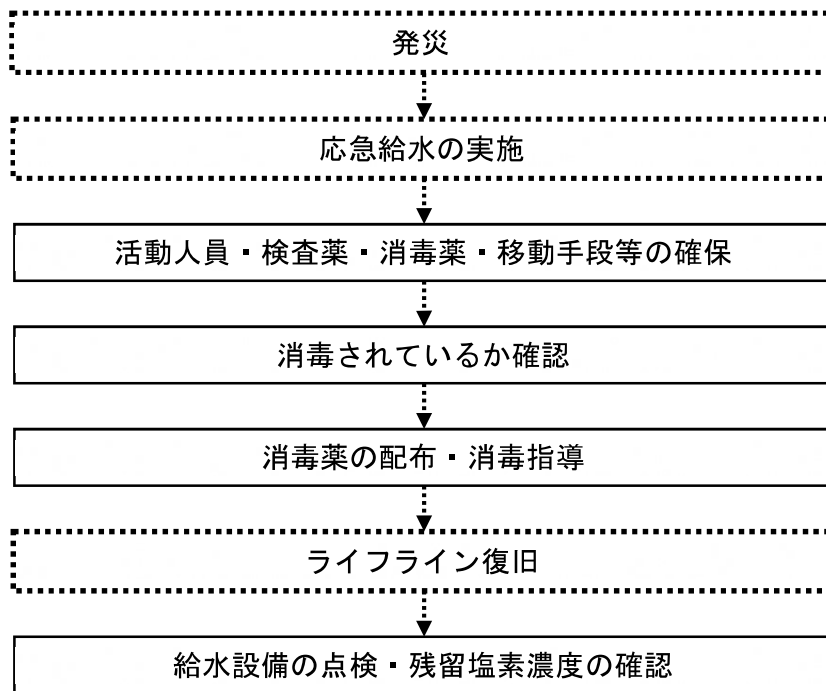 発災
応急給水の実施
活動人員・検査薬・消毒薬・移動手段等の確保
消毒されているか確認
消毒薬の配布・消毒指導
ライフライン復旧
給水設備の点検・残留塩素濃度の確認